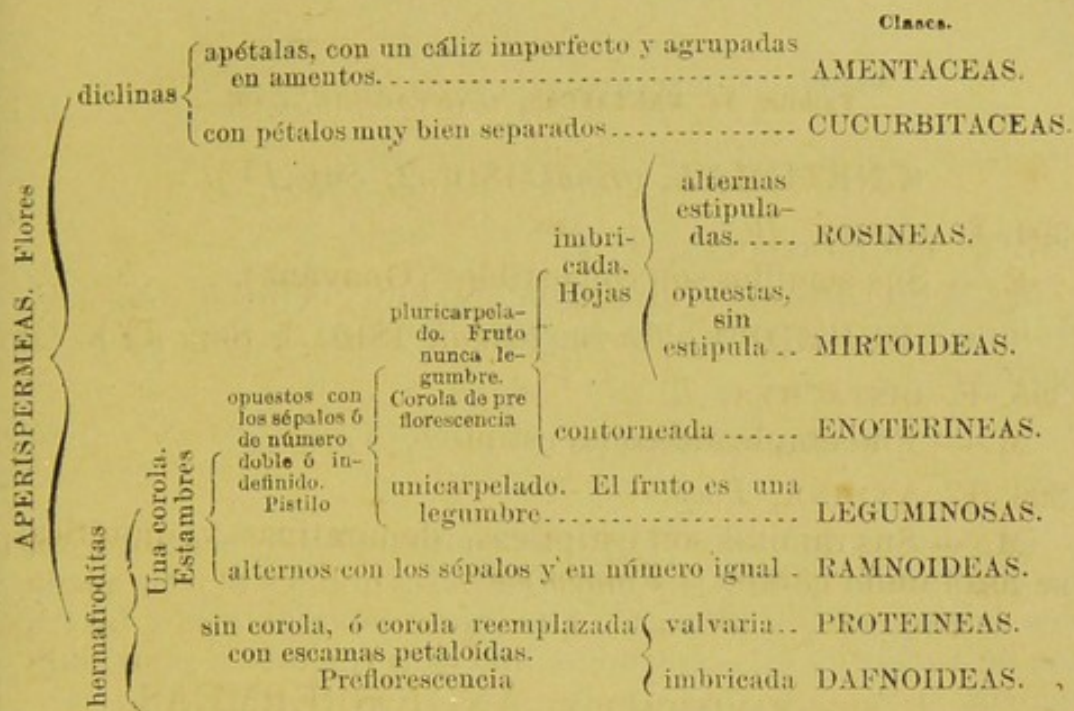 Clases.
apétalas, con un cáliz imperfecto y agrupadas
en amentos. AMENTACEAS.
diclinas
con pétalos muy bien separados CUCURBITACEAS.
APERÍSPERMEAS. Flores
alternas
estipula-
das. ROSINEAS.
imbri-
cada.
Hojas
opuestas,
sin
estipula .. MIRTOIDEAS.
pluricarpela-
do. Fruto
nunca le-
gumbre.
Corola de pre
florescencia
contorneada ...... ENOTERINEAS.
opuestos con
los sépalos ó
de número
doble ó in-
definido.
Pistilo
unicarpelado. El fruto es una
legumbre LEGUMINOSAS.
Una corola.
Estambres
alternos con los sépalos y en número igual . RAMNOIDEAS.
hermafrodítas
sin corola, ó corola reemplazada
con escamas petaloídas.
Preflorescencia
valvaria.. PROTEINEAS.
imbricada DAFNOIDEAS.